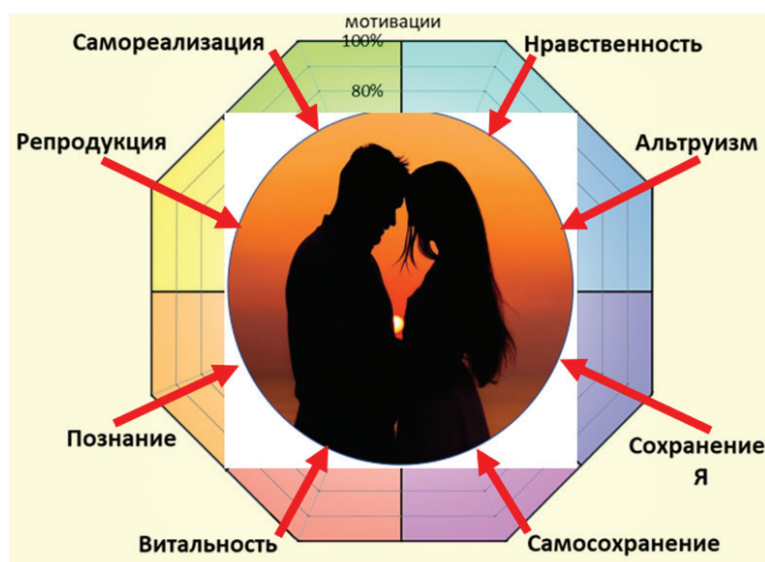 мотивации
Самореализация
100%
Нравственность
80%
Репродукция
Альтруизм
Познание
Сохранение
Я
Витальность
Самосохранение